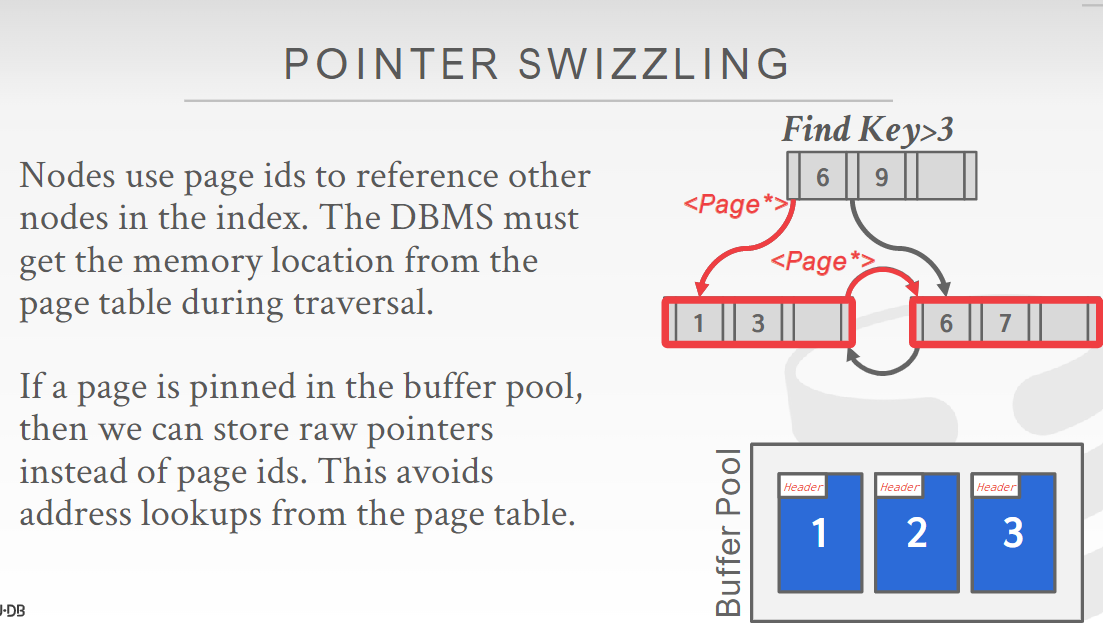 POINTER SWIZZLING
Nodes use page ids to reference other
nodes in the index. The DBMS must
get the memory location from the
page table during traversal.
If a page is pinned in the buffer pool,
then we can store raw pointers
instead of page ids. This avoids
address lookups from the page table.
Find Key>3
6 9
<Page*>
<Page*>
1 3
6 7
Buffer Pool
Header Header Header
1 2 3
·DB